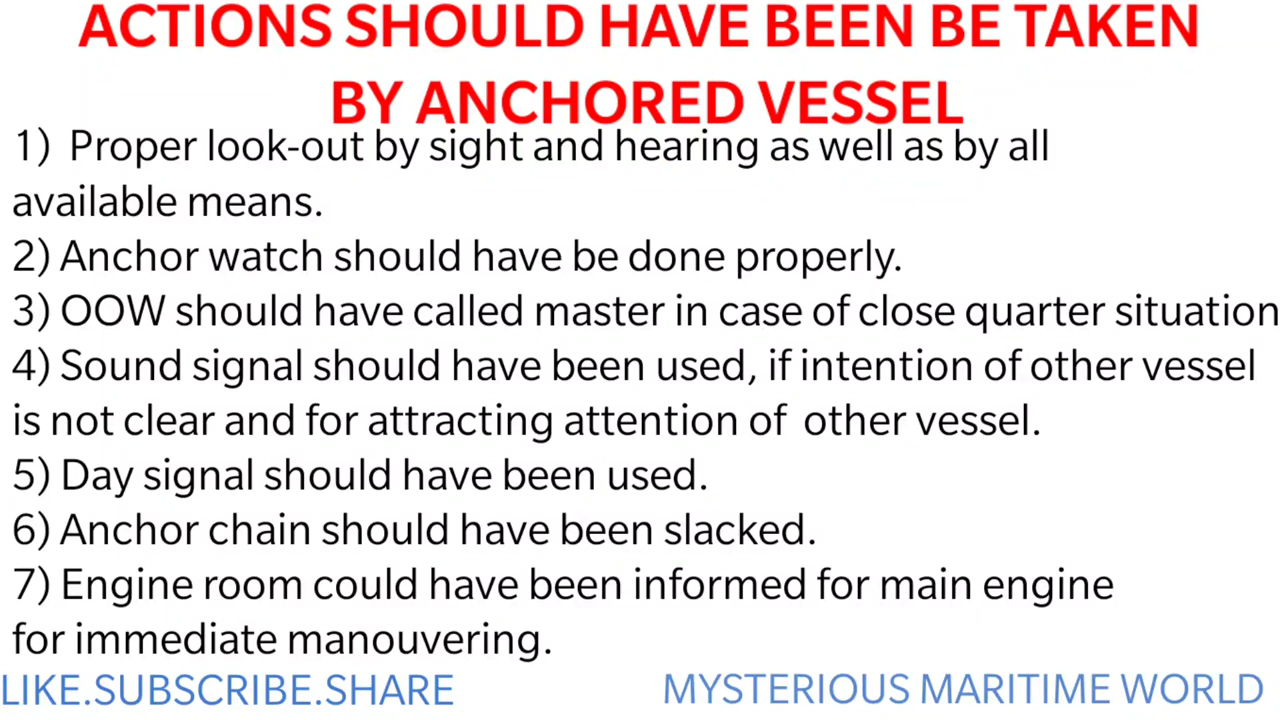 ACTIONS SHOULD HAVE BEEN BE TAKEN
BY ANCHORED VESSEL
1) Proper look-out by sight and hearing as well as by all
available means.
2) Anchor watch should have be done properly.
3) OOW should have called master in case of close quarter situation
4) Sound signal should have been used, if intention of other vessel
is not clear and for attracting attention of other vessel.
5) Day signal should have been used.
6) Anchor chain should have been slacked.
7) Engine room could have been informed for main engine
for immediate manouvering.
LIKE.SUBSCRIBE.SHARE
MYSTERIOUS MARITIME WORLD